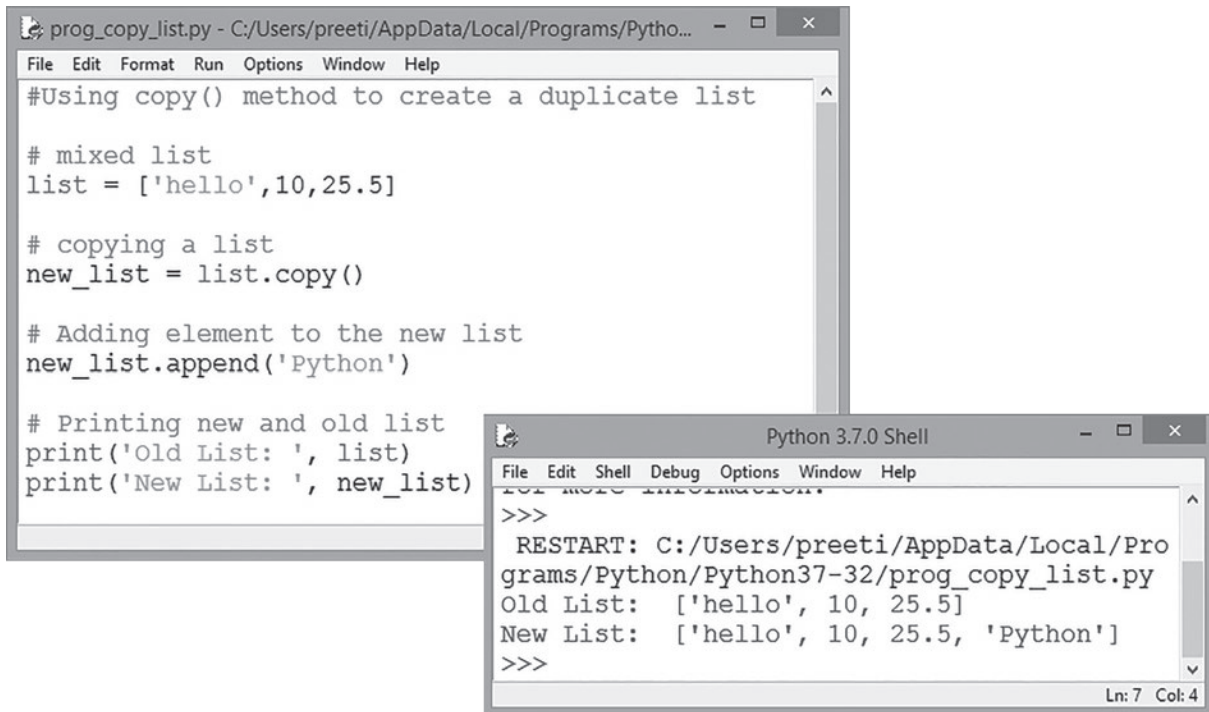 prog_copy_list.py - C:/Users/preeti/AppData/Local/Programs/Pytho...
File Edit Format Run Options Window Help
#Using copy() method to create a duplicate list
# mixed list
list = ['hello',10,25.5]
# copying a list
new_list = list.copy()
# Adding element to the new list
new_list.append('Python')
# Printing new and old list
print('Old List: ', list)
print('New List: ', new_list)
Python 3.7.0 Shell
File Edit Shell Debug Options Window Help
for more information.
>>>
RESTART: C:/Users/preeti/AppData/Local/Pro
grams/Python/Python37-32/prog_copy_list.py
Old List:  ['hello', 10, 25.5]
New List:  ['hello', 10, 25.5, 'Python']
>>>
Ln: 7 Col: 4